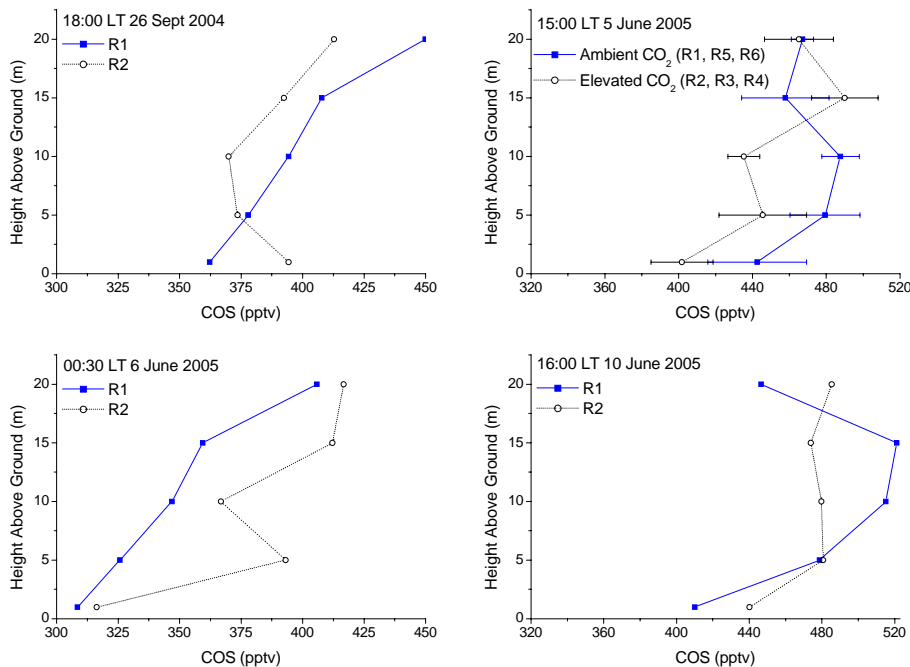 18:00 LT 26 Sept 2004
R1
R2
Height Above Ground (m)
20
15
10
5
0
300 325 350 375 400 425 450
COS (pptv)
15:00 LT 5 June 2005
Ambient CO₂ (R1, R5, R6)
Elevated CO₂ (R2, R3, R4)
Height Above Ground (m)
20
15
10
5
0
320 360 400 440 480 520
COS (pptv)
00:30 LT 6 June 2005
R1
R2
Height Above Ground (m)
20
15
10
5
0
300 325 350 375 400 425 450
COS (pptv)
16:00 LT 10 June 2005
R1
R2
Height Above Ground (m)
20
15
10
5
0
320 360 400 440 480 520
COS (pptv)